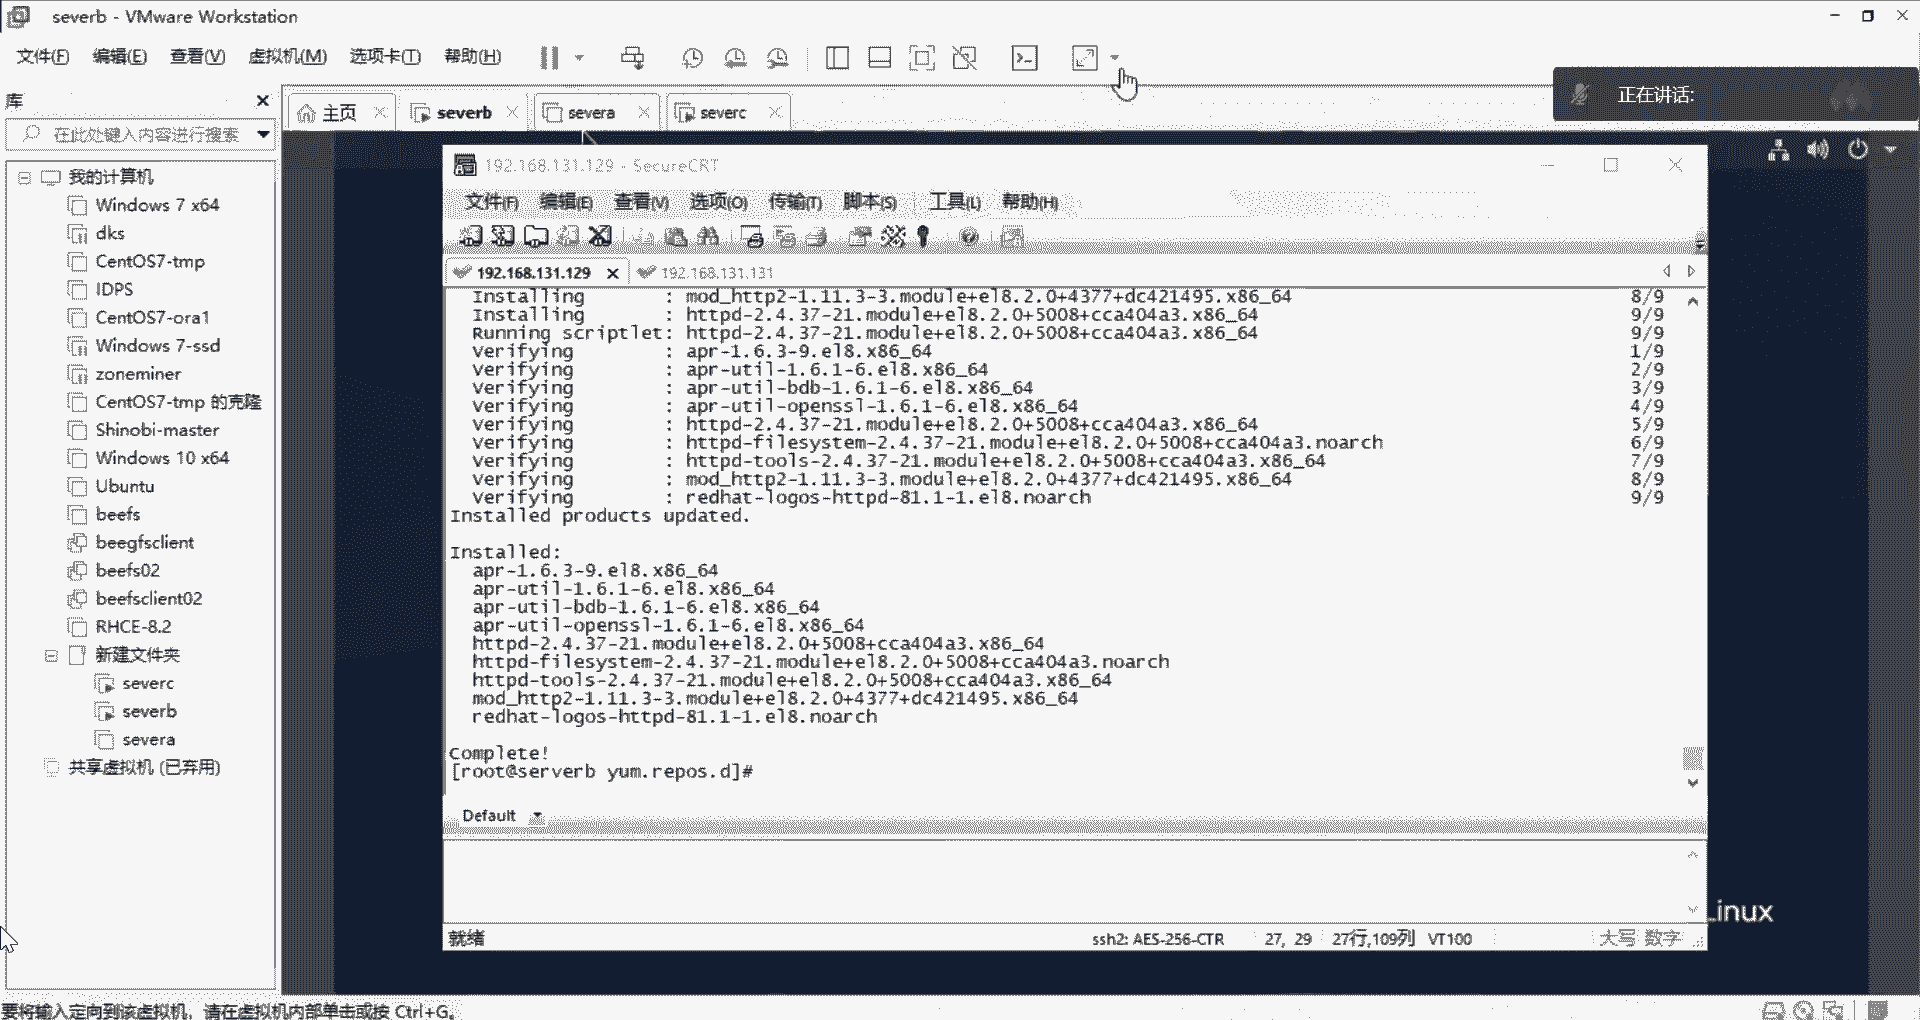 severb - VMware Workstation
文件(F) 编辑(E) 查看(V) 虚拟机(M) 选项卡(T) 帮助(H)
正在讲话:
库
在此处键入内容进行搜索
主页 severb severa severc
我的计算机
Windows 7 x64
dks
CentOS7-tmp
IDPS
CentOS7-ora1
Windows 7-ssd
zoneminer
CentOS7-tmp 的克隆
Shinobi-master
Windows 10 x64
Ubuntu
beefs
beegfsclient
beefs02
beefsclient02
RHCE-8.2
新建文件夹
severc
severb
severa
共享虚拟机 (已弃用)
192.168.131.129 - SecureCRT
文件(F) 编辑(E) 查看(V) 选项(O) 传输(T) 脚本(S) 工具(L) 帮助(H)
192.168.131.129 192.168.131.131
Installing : mod_http2-1.11.3-3.module+el8.2.0+4377+dc421495.x86_64 8/9
Installing : httpd-2.4.37-21.module+el8.2.0+5008+cca404a3.x86_64 9/9
Running scriptlet: httpd-2.4.37-21.module+el8.2.0+5008+cca404a3.x86_64 9/9
Verifying : apr-1.6.3-9.el8.x86_64 1/9
Verifying : apr-util-1.6.1-6.el8.x86_64 2/9
Verifying : apr-util-bdb-1.6.1-6.el8.x86_64 3/9
Verifying : apr-util-openssl-1.6.1-6.el8.x86_64 4/9
Verifying : httpd-2.4.37-21.module+el8.2.0+5008+cca404a3.x86_64 5/9
Verifying : httpd-filesystem-2.4.37-21.module+el8.2.0+5008+cca404a3.noarch 6/9
Verifying : httpd-tools-2.4.37-21.module+el8.2.0+5008+cca404a3.x86_64 7/9
Verifying : mod_http2-1.11.3-3.module+el8.2.0+4377+dc421495.x86_64 8/9
Verifying : redhat-logos-httpd-81.1-1.el8.noarch 9/9
Installed products updated.
Installed:
apr-1.6.3-9.el8.x86_64
apr-util-1.6.1-6.el8.x86_64
apr-util-bdb-1.6.1-6.el8.x86_64
apr-util-openssl-1.6.1-6.el8.x86_64
httpd-2.4.37-21.module+el8.2.0+5008+cca404a3.x86_64
httpd-filesystem-2.4.37-21.module+el8.2.0+5008+cca404a3.noarch
httpd-tools-2.4.37-21.module+el8.2.0+5008+cca404a3.x86_64
mod_http2-1.11.3-3.module+el8.2.0+4377+dc421495.x86_64
redhat-logos-httpd-81.1-1.el8.noarch
Complete!
[root@serverb yum.repos.d]#
Default
Linux
就绪 ssh2: AES-256-CTR 27, 29 27行,109列 VT100 大写 数字
要将输入定向到该虚拟机，请在虚拟机内部单击或按 Ctrl+G。